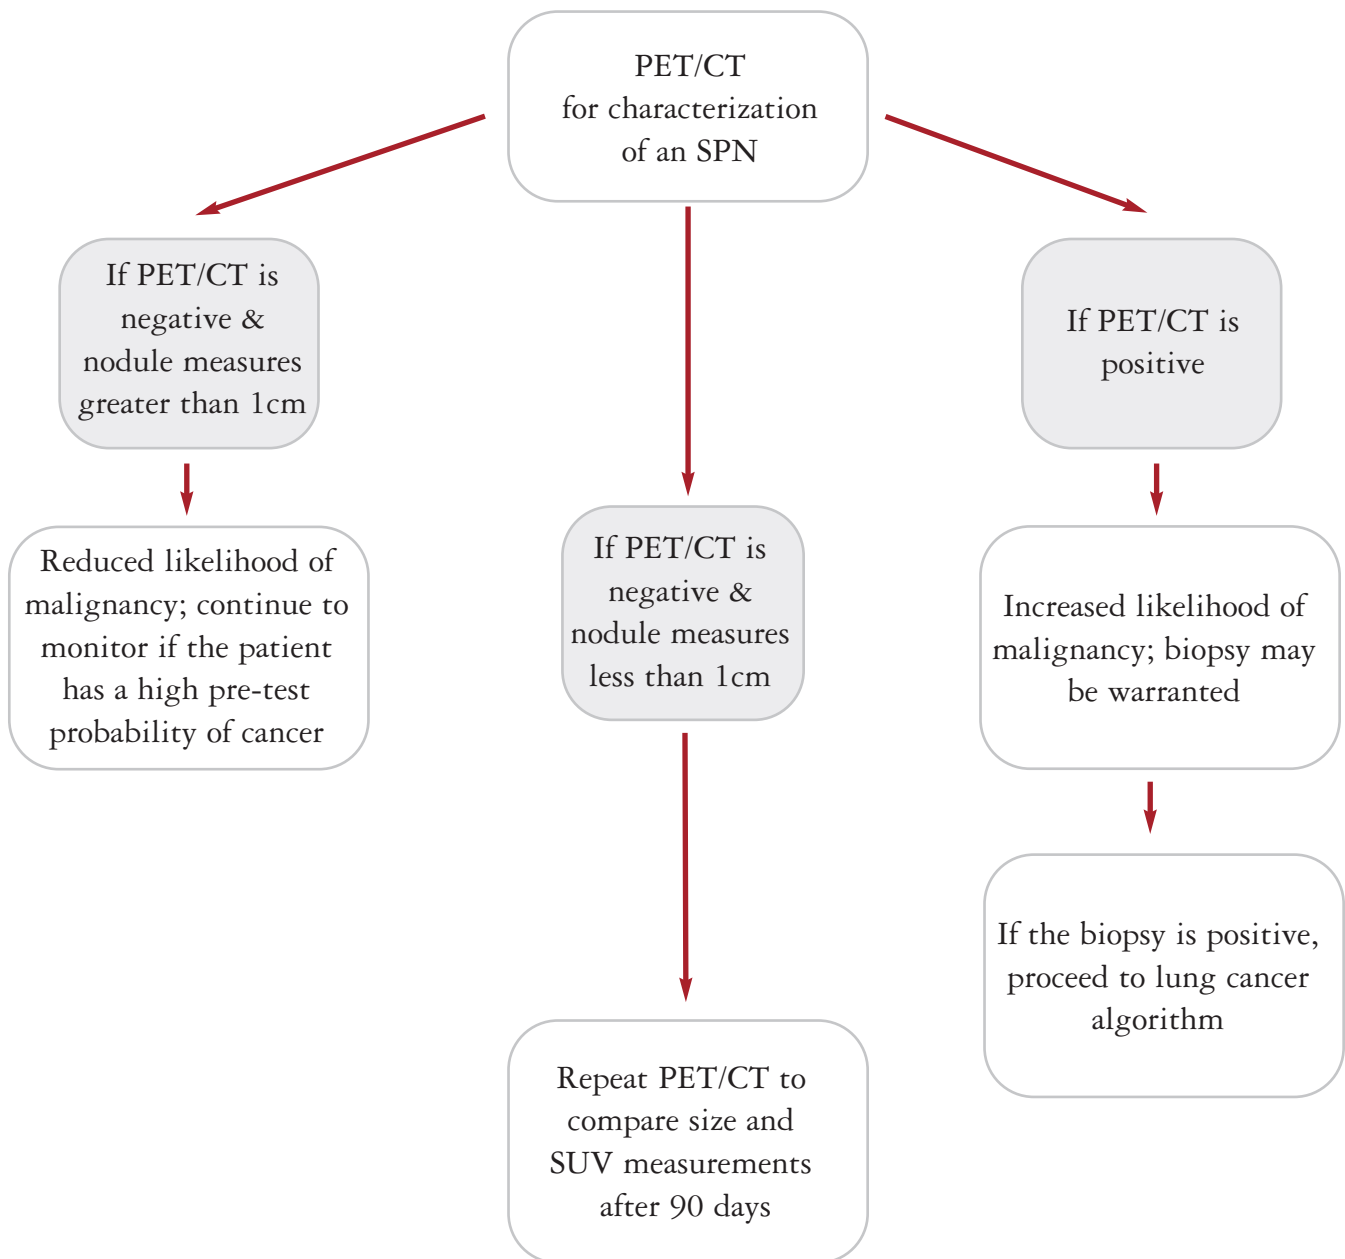 PET/CT
for characterization
of an SPN
If PET/CT is
negative &
nodule measures
greater than 1cm
Reduced likelihood of
malignancy; continue to
monitor if the patient
has a high pre-test
probability of cancer
If PET/CT is
negative &
nodule measures
less than 1cm
Repeat PET/CT to
compare size and
SUV measurements
after 90 days
If PET/CT is
positive
Increased likelihood of
malignancy; biopsy may
be warranted
If the biopsy is positive,
proceed to lung cancer
algorithm